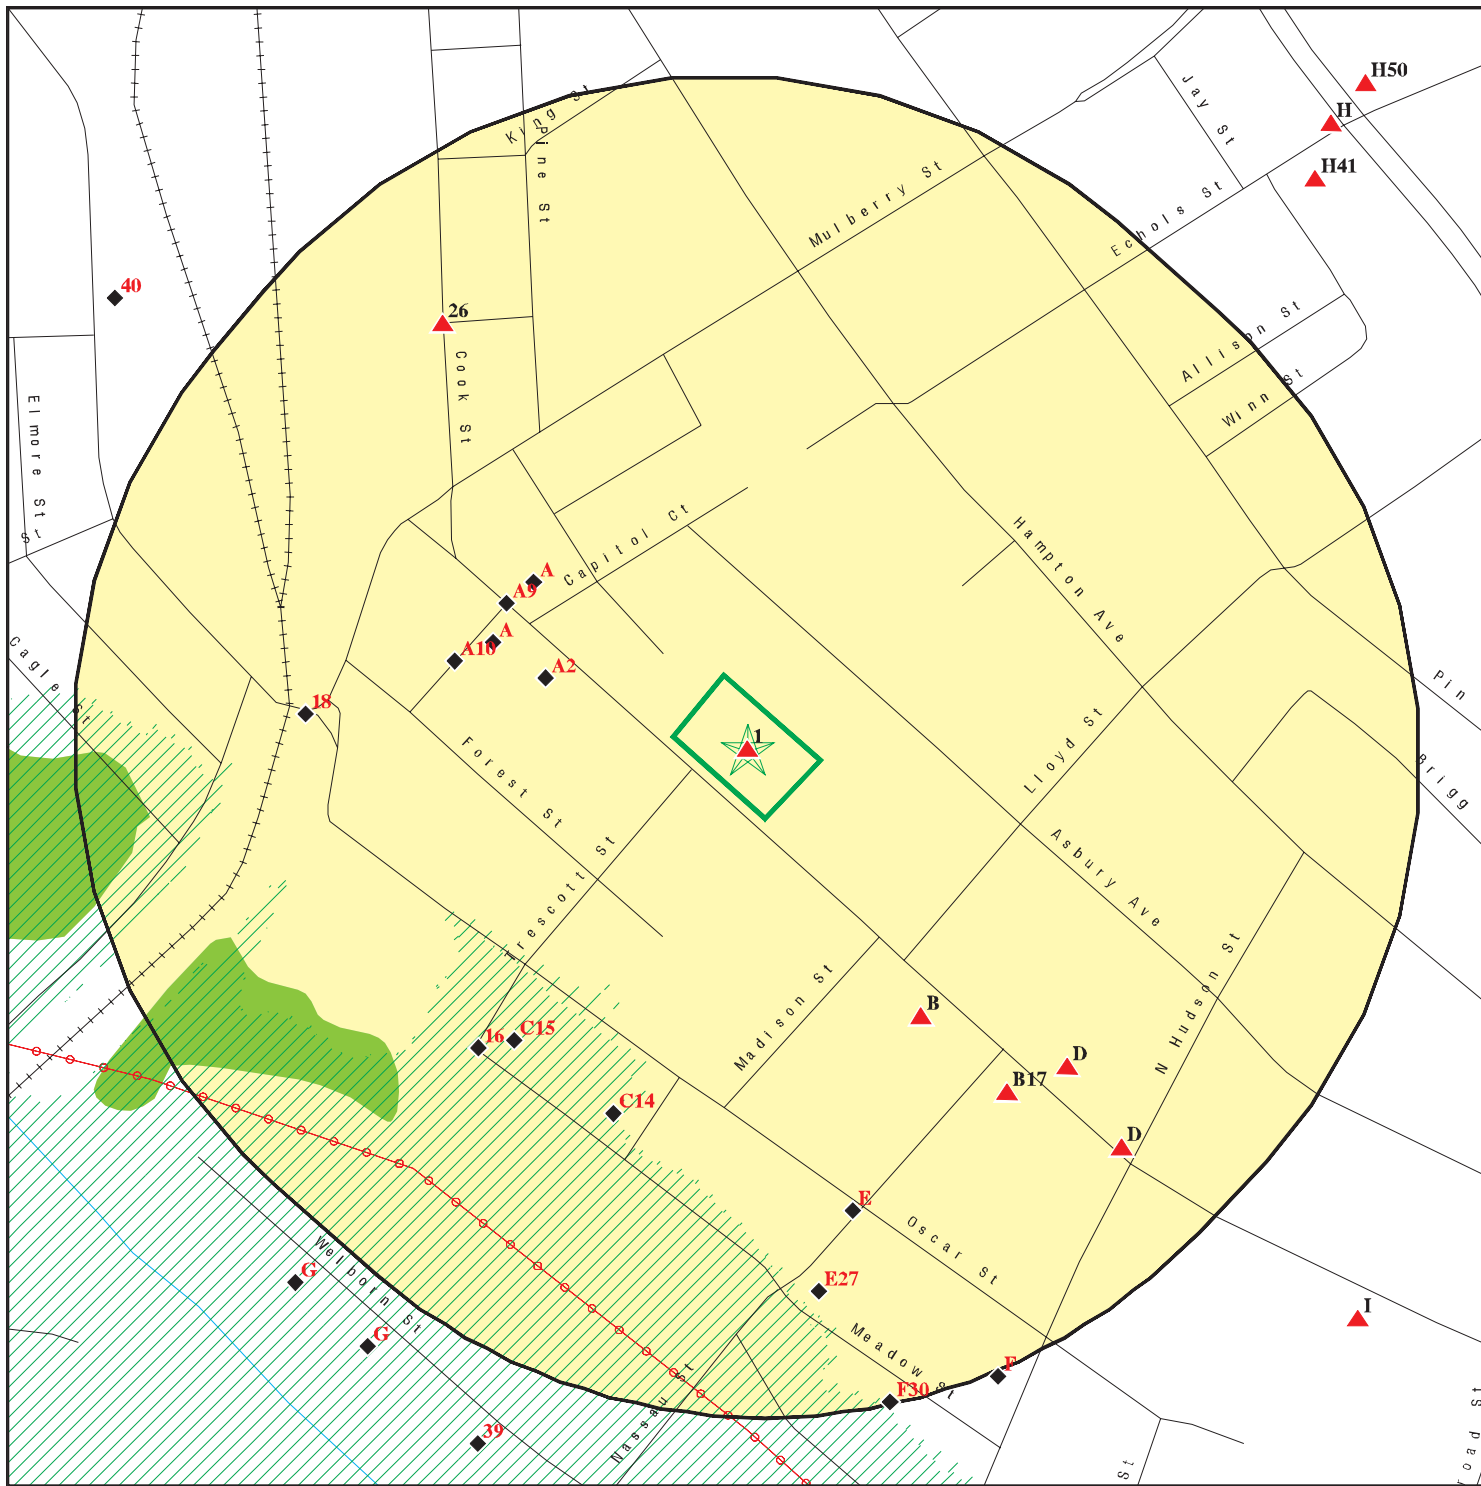 H50
King St
Jay St
H
Pine St
H41
Mulberry St
Echols St
40
26
Allison St
Cook St
Winn St
Elmore St
St
Capitol Ct
Hampton Ave
A
A9
A
A10
A2
Cagle St
Pin
18
Lloyd St
1
Forest St
Brigg
Trescott St
Asbury Ave
N Hudson St
Madison St
B
16
C15
D
B17
C14
D
E
Oscar St
Welborn St
G
E27
I
G
Meadow St
F
F30
Nassau St
39
St
road St